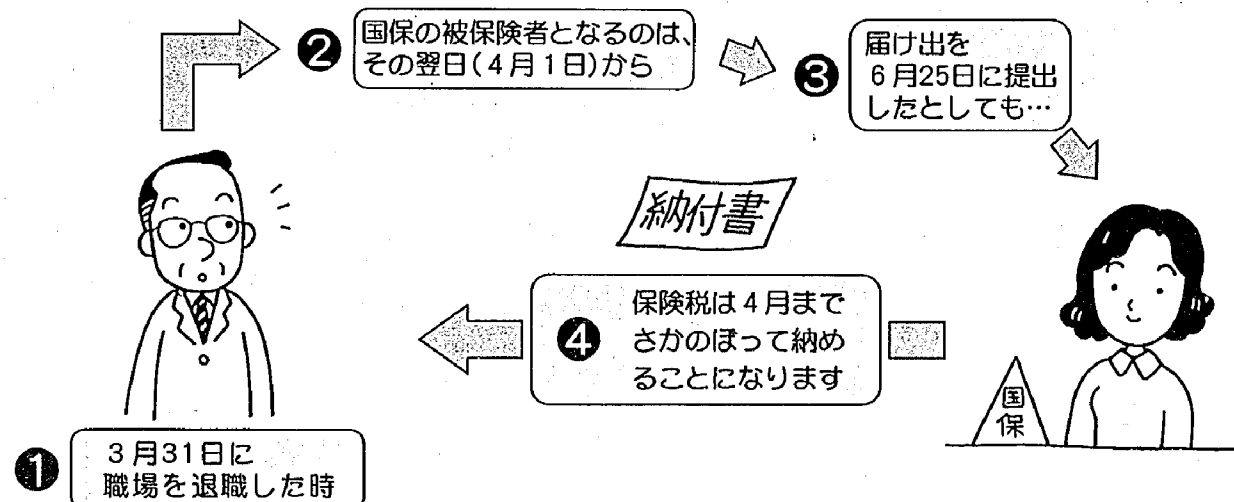 ❶
3月31日に
職場を退職した時
❷
国保の被保険者となるのは、
その翌日(4月1日)から
❸
届け出を
6月25日に提出
したとしても…
納付書
❹
保険税は4月まで
さかのぼって納め
ることになります
国
保